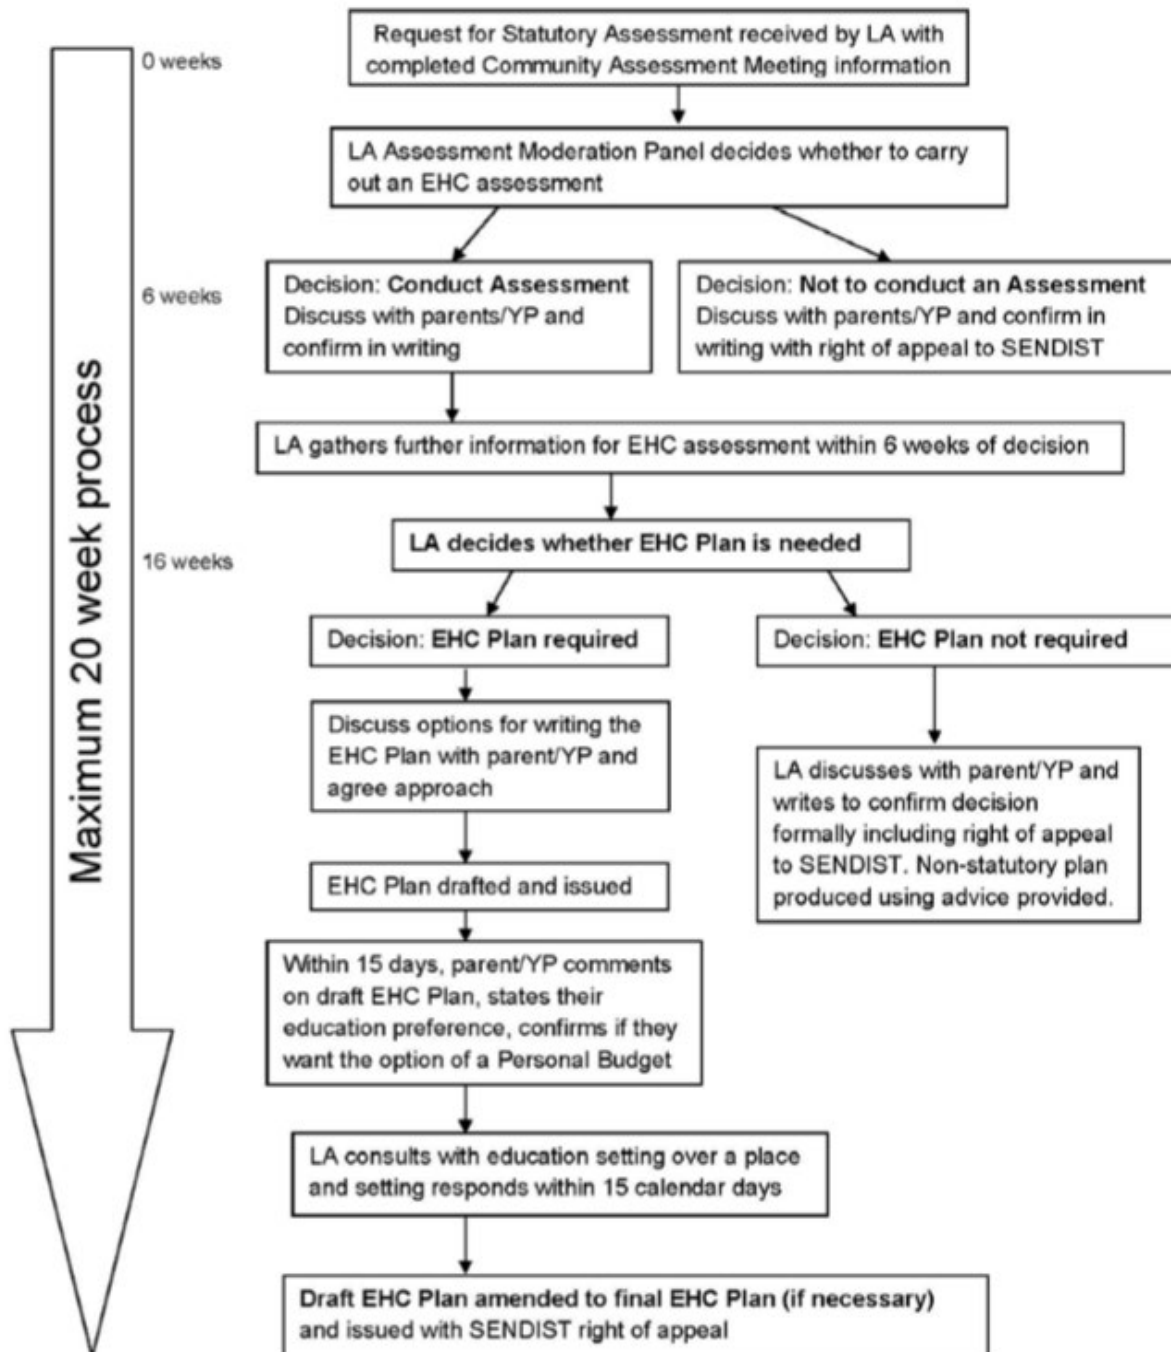 0 weeks
Request for Statutory Assessment received by LA with
completed Community Assessment Meeting information
LA Assessment Moderation Panel decides whether to carry
out an EHC assessment
6 weeks
Decision: Conduct Assessment
Discuss with parents/YP and
confirm in writing
Decision: Not to conduct an Assessment
Discuss with parents/YP and confirm in
writing with right of appeal to SENDIST
Maximum 20 week process
LA gathers further information for EHC assessment within 6 weeks of decision
16 weeks
LA decides whether EHC Plan is needed
Decision: EHC Plan required
Decision: EHC Plan not required
Discuss options for writing the
EHC Plan with parent/YP and
agree approach
LA discusses with parent/YP and
writes to confirm decision
formally including right of appeal
to SENDIST. Non-statutory plan
produced using advice provided.
EHC Plan drafted and issued
Within 15 days, parent/YP comments
on draft EHC Plan, states their
education preference, confirms if they
want the option of a Personal Budget
LA consults with education setting over a place
and setting responds within 15 calendar days
Draft EHC Plan amended to final EHC Plan (if necessary)
and issued with SENDIST right of appeal